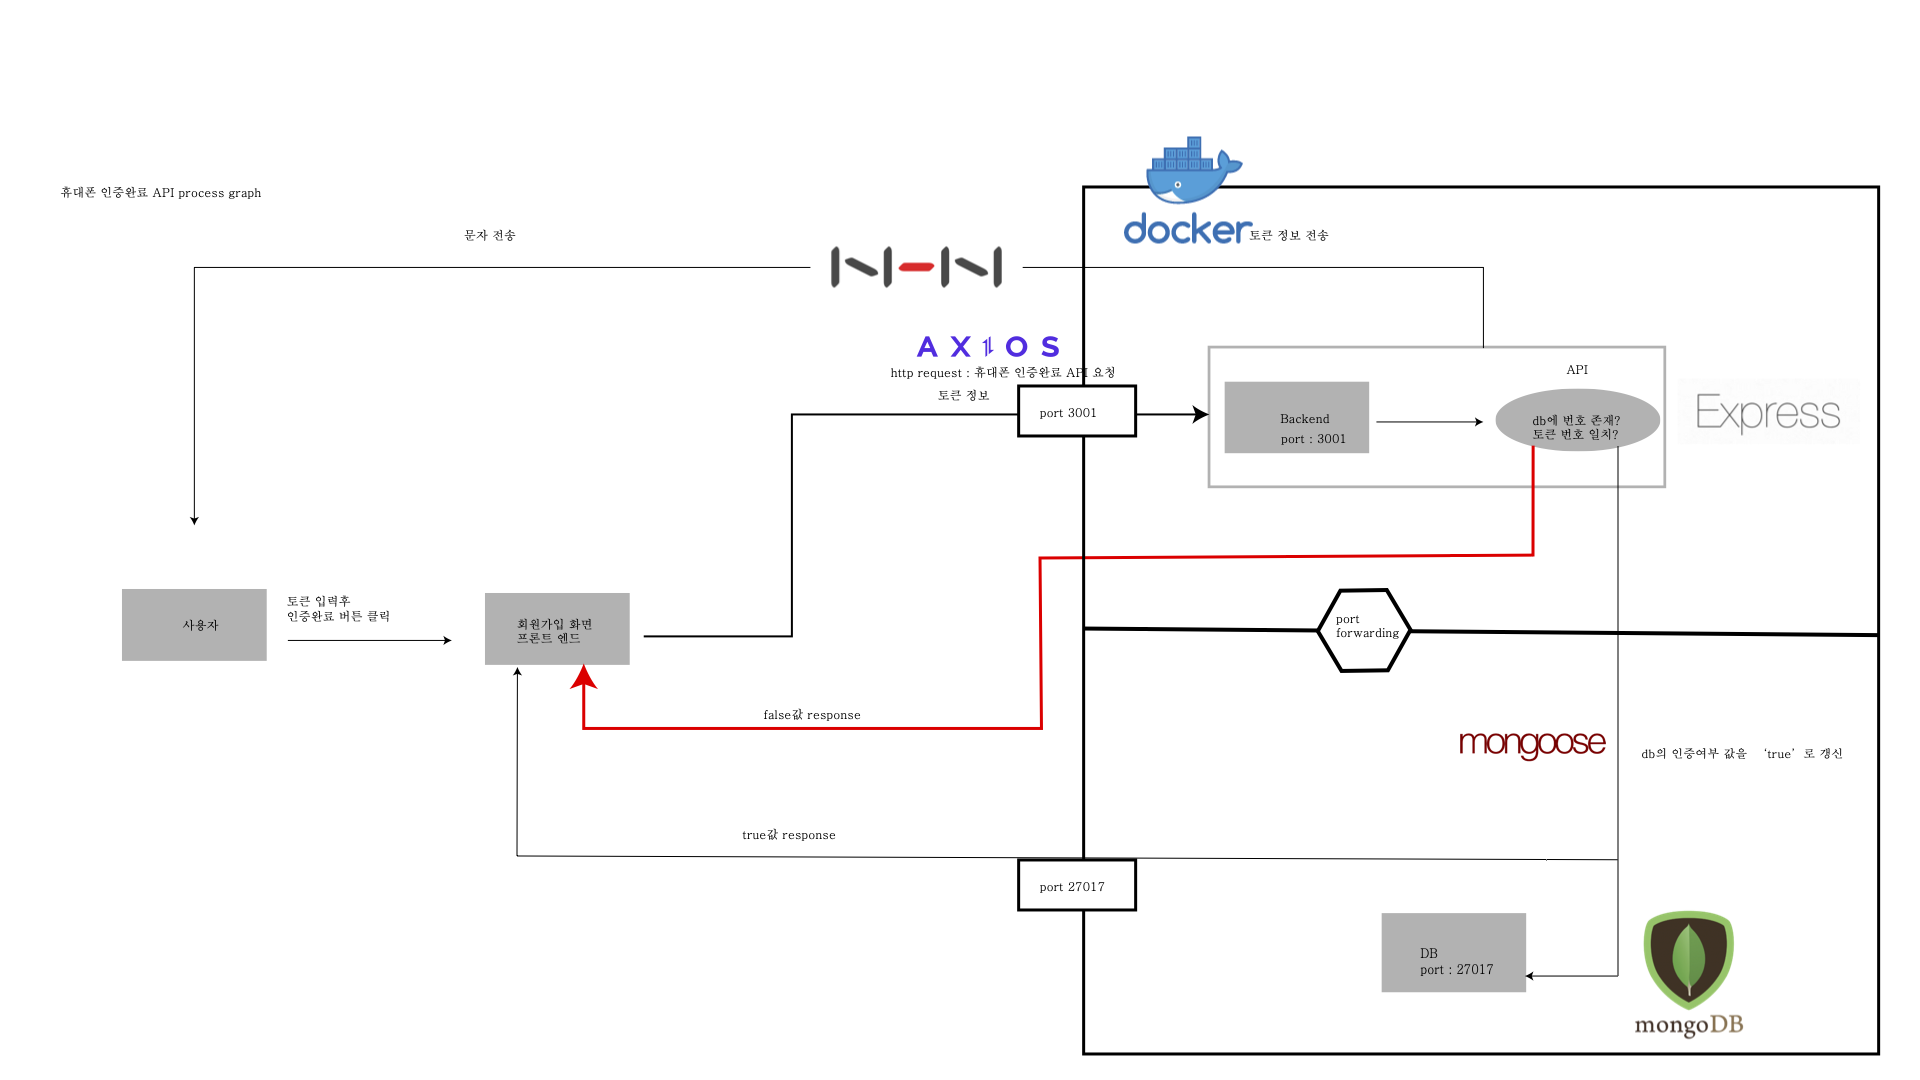 휴대폰 인증완료 API process graph
문자 전송
docker
토큰 정보 전송
NHN
AXIOS
http request : 휴대폰 인증완료 API 요청
토큰 정보
port 3001
Backend
port : 3001
API
db에 번호 존재?
토큰 번호 일치?
Express
사용자
토큰 입력후
인증완료 버튼 클릭
회원가입 화면
프론트 엔드
port
forwarding
false값 response
mongoose
db의 인증여부 값을 ‘true’로 갱신
true값 response
port 27017
DB
port : 27017
mongoDB